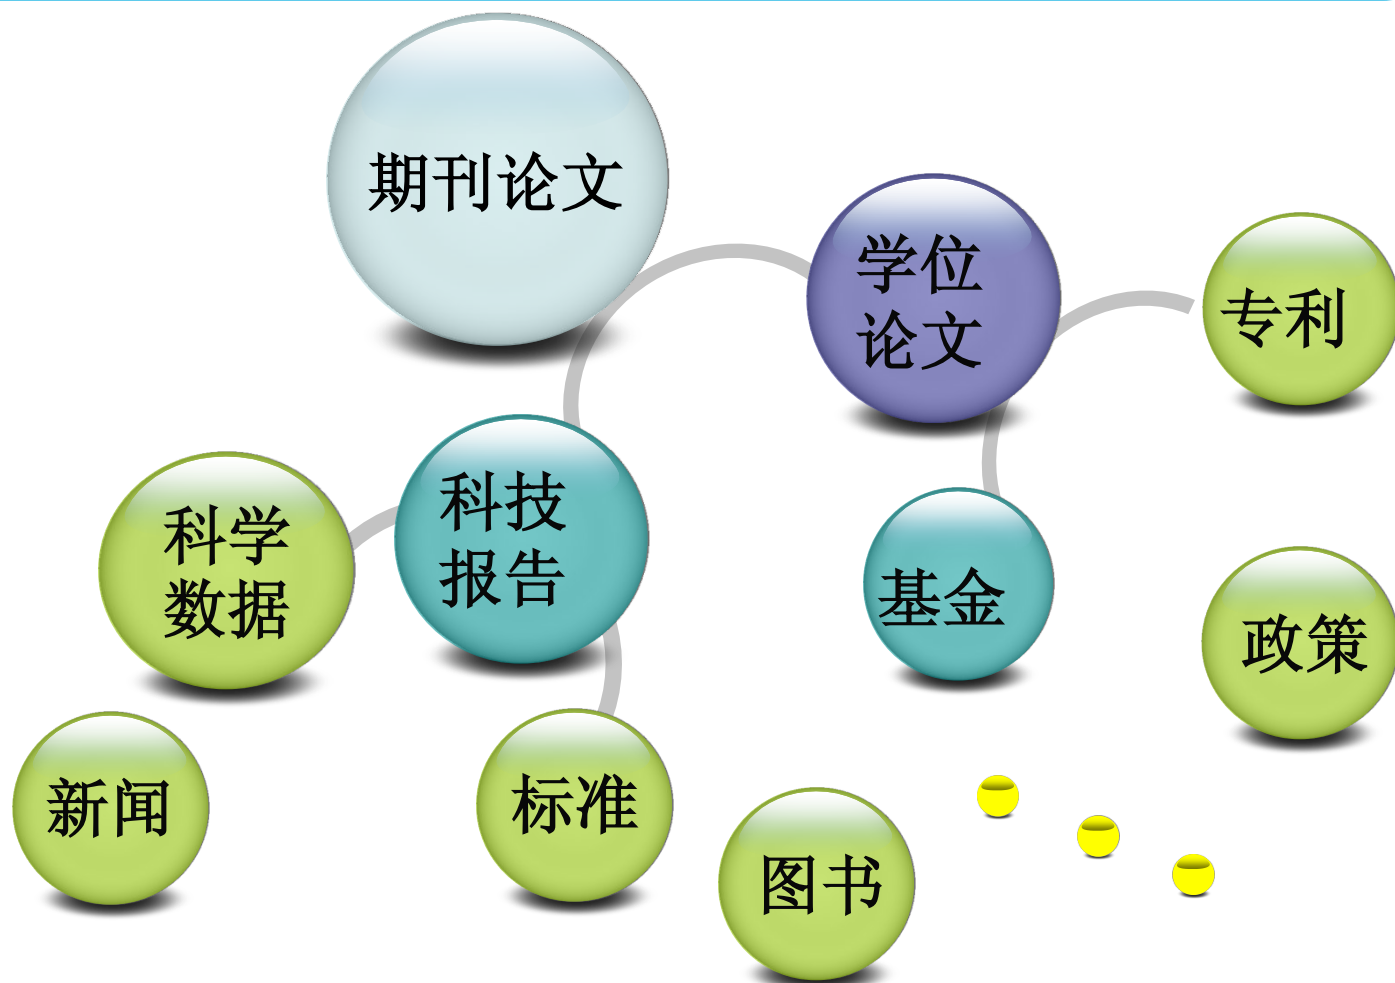 期刊论文
学位
论文
专利
科技
报告
科学
数据
基金
政策
新闻
标准
图书